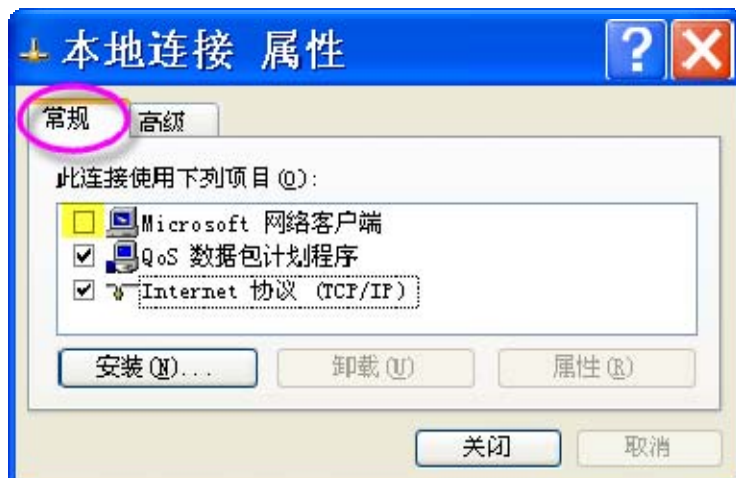 本地连接 属性
常规 高级
此连接使用下列项目(O):
Microsoft 网络客户端
QoS 数据包计划程序
Internet 协议 (TCP/IP)
安装(N)... 卸载(U) 属性(R)
关闭 取消